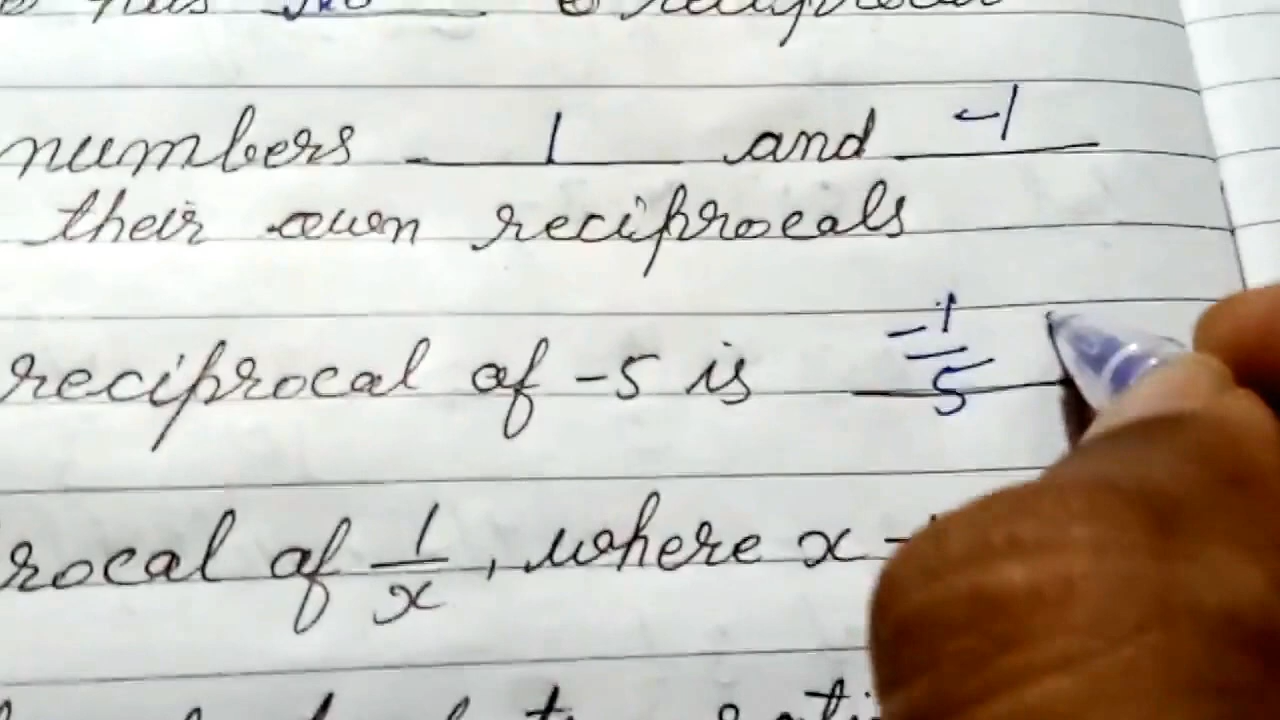 numbers 1 and -1
their own reciprocals
reciprocal of -5 is -1/5
rocal of 1/x, where x